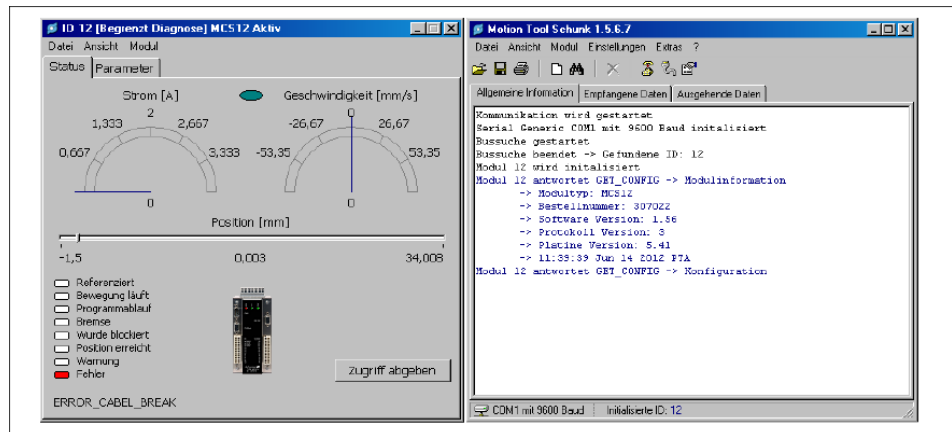 ID 12 [Begrenzt Diagnose] MCS12 Aktiv
Datei Ansicht Modul
Status Parameter
Strom [A]
Geschwindigkeit [mm/s]
0,667
1,333
2
2,667
3,333
0
-53,35
-26,67
0
26,67
53,35
0
Position [mm]
-1,5 0,003 34,008
Referenziert
Bewegung läuft
Programmablauf
Bremse
Wurde blockiert
Position erreicht
Warnung
Fehler
Zugriff abgeben
ERROR_CABEL_BREAK
Motion Tool Schunk 1.5.6.7
Datei Ansicht Modul Einstellungen Extras ?
Allgemeine Information Empfangene Daten Ausgehende Daten
Kommunikation wird gestartet
Serial Generic COM1 mit 9600 Baud initalisiert
Bussuche gestartet
Bussuche beendet -> Gefundene ID: 12
Modul 12 wird initalisiert
Modul 12 antwortet GET_CONFIG -> Modulinformation
-> Modultyp: MCS12
-> Bestellnummer: 307022
-> Software Version: 1.56
-> Protokoll Version: 3
-> Platine Version: 5.41
-> 11:39:39 Jun 14 2012 PTA
Modul 12 antwortet GET_CONFIG -> Konfiguration
COM1 mit 9600 Baud Initialisierte ID: 12